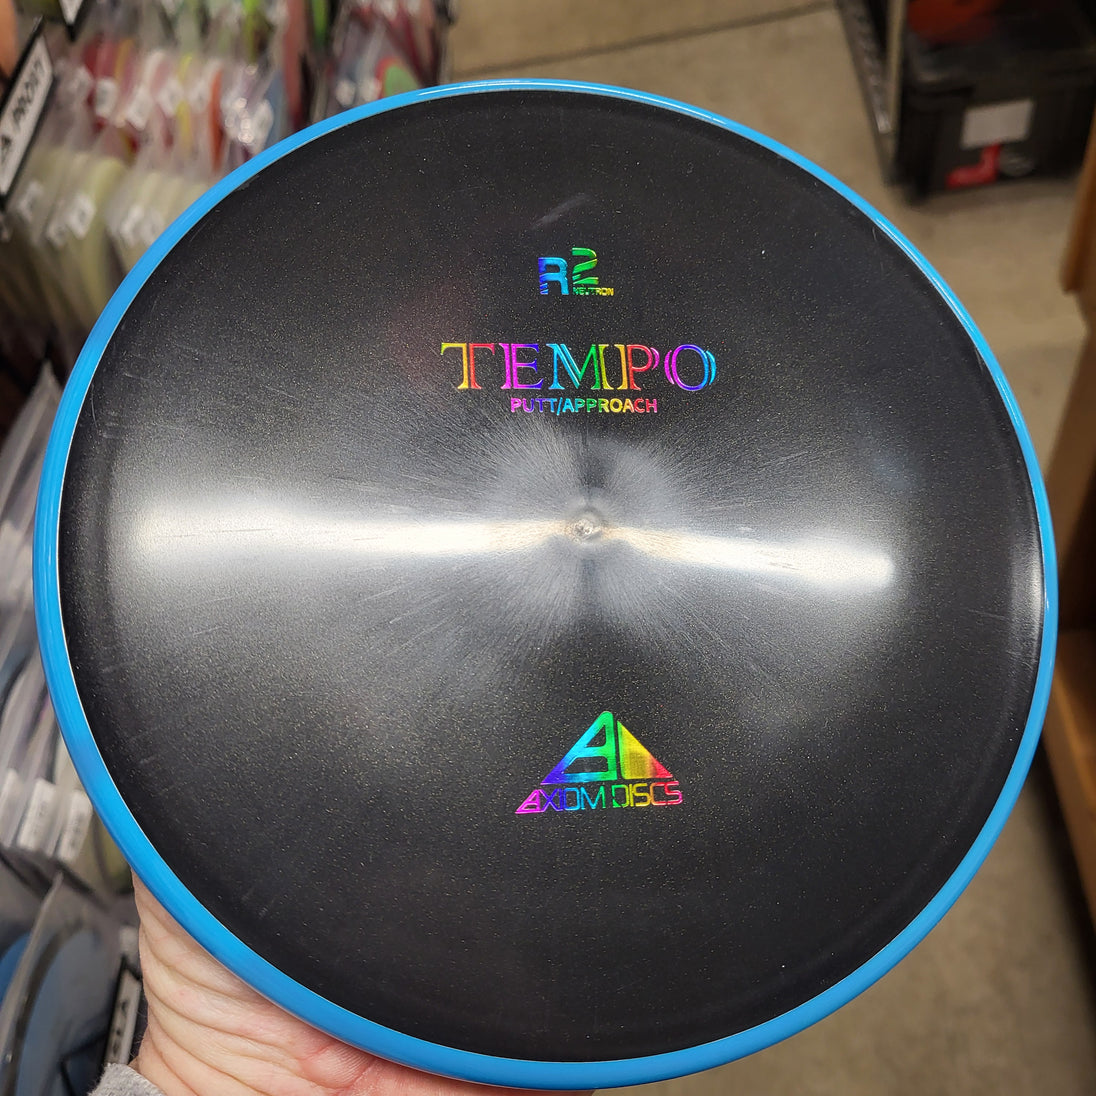 R2
NEUTRON
TEMPO
PUTT/APPROACH
AXIOM DISCS